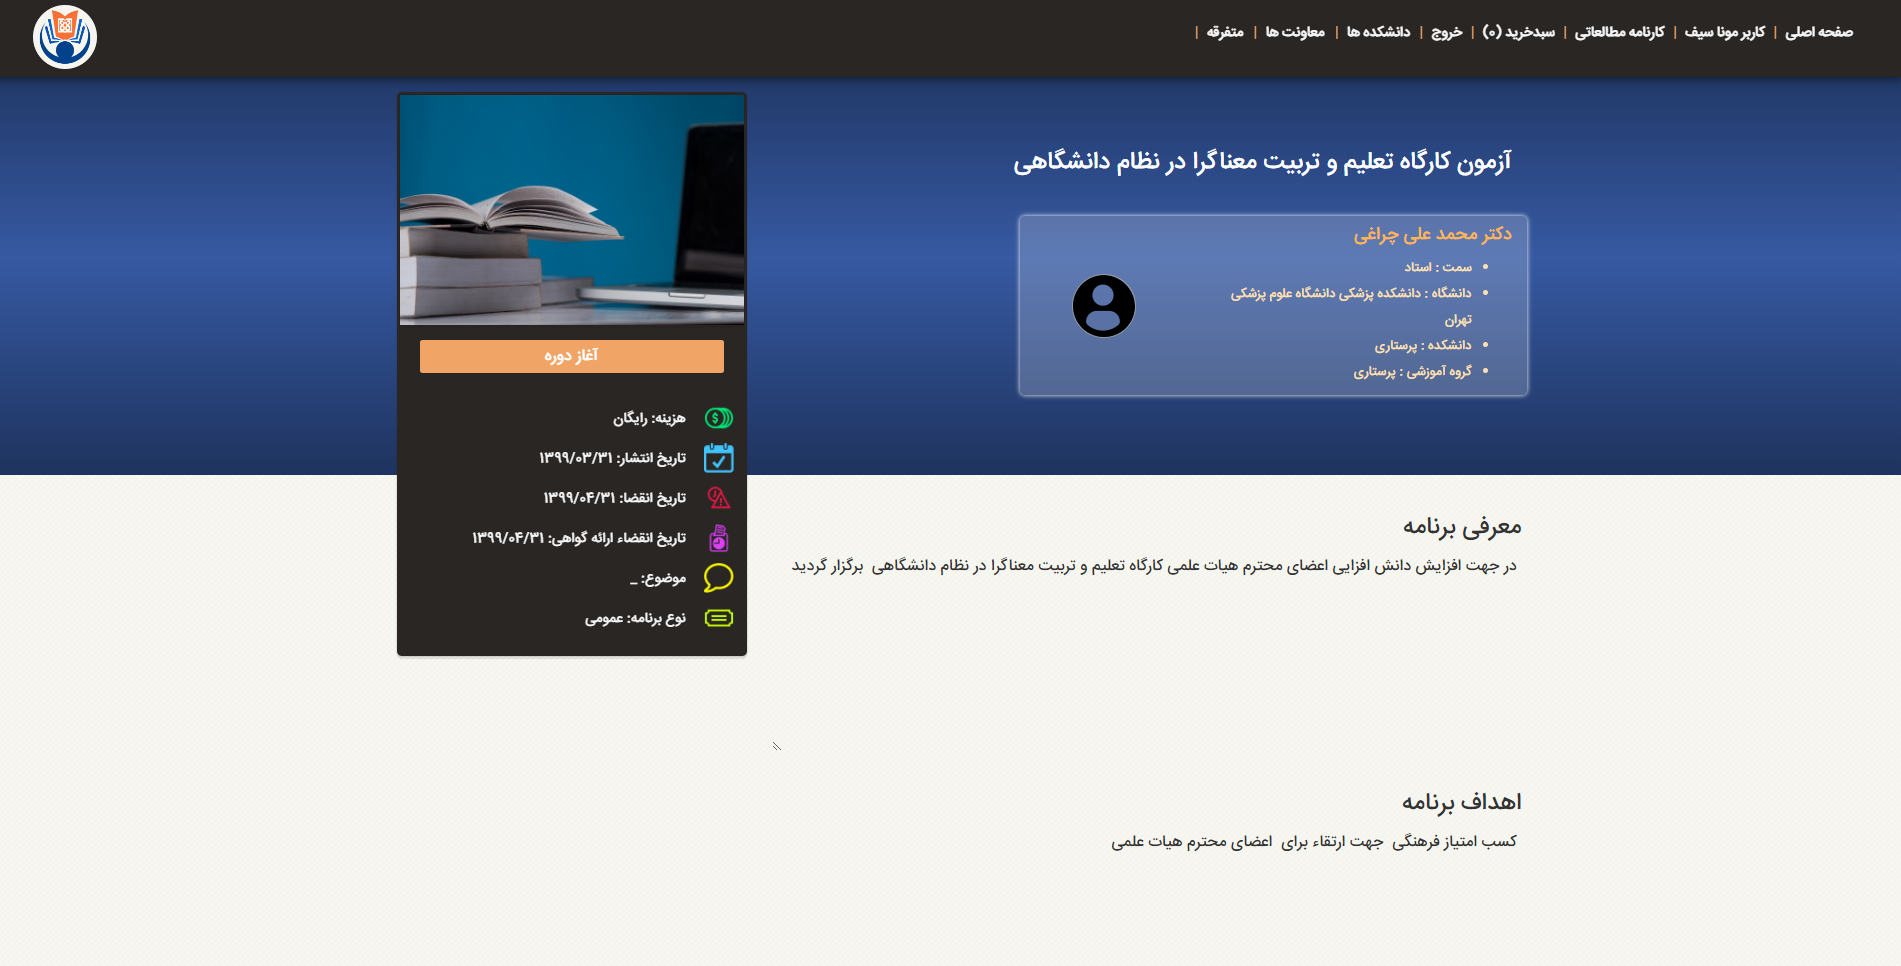 صفحه اصلی | کاربر مونا سیف | کارنامه مطالعاتی | سبدخرید (۰) | خروج | دانشکده ها | معاونت ها | متفرقه |
آزمون کارگاه تعلیم و تربیت معناگرا در نظام دانشگاهی
دکتر محمد علی چراغی
• سمت : استاد
• دانشگاه : دانشکده پزشکی دانشگاه علوم پزشکی
تهران
• دانشکده : پرستاری
• گروه آموزشی : پرستاری
آغاز دوره
هزینه: رایگان
تاریخ انتشار: ۱۳۹۹/۰۳/۳۱
تاریخ انقضا: ۱۳۹۹/۰۴/۳۱
تاریخ انقضاء ارائه گواهی: ۱۳۹۹/۰۴/۳۱
موضوع: _
نوع برنامه: عمومی
معرفی برنامه
در جهت افزایش دانش افزایی اعضای محترم هیات علمی کارگاه تعلیم و تربیت معناگرا در نظام دانشگاهی برگزار گردید
اهداف برنامه
کسب امتیاز فرهنگی جهت ارتقاء برای اعضای محترم هیات علمی